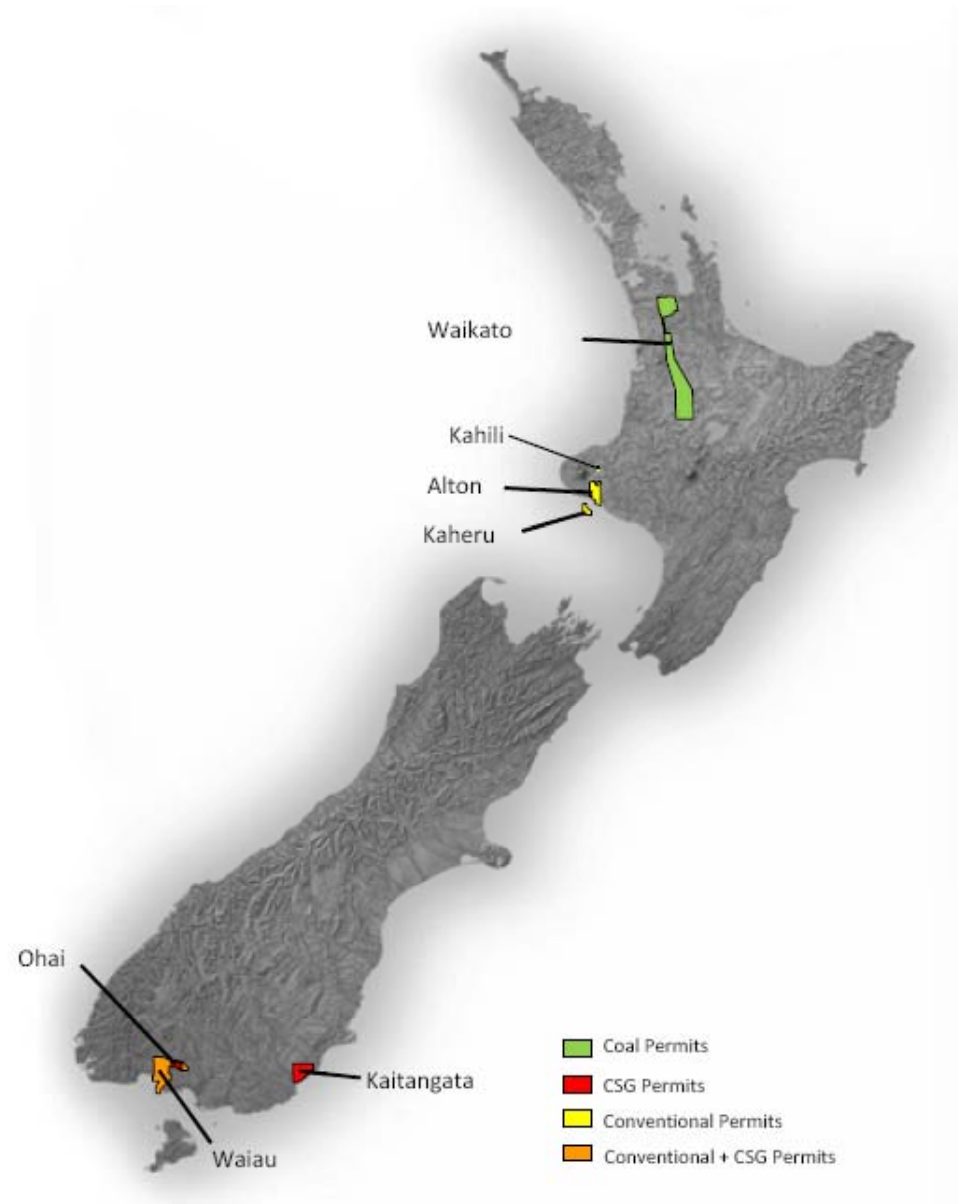 Waikato
Kahili
Alton
Kaheru
Ohai
Kaitangata
Waiau
Coal Permits
CSG Permits
Conventional Permits
Conventional + CSG Permits